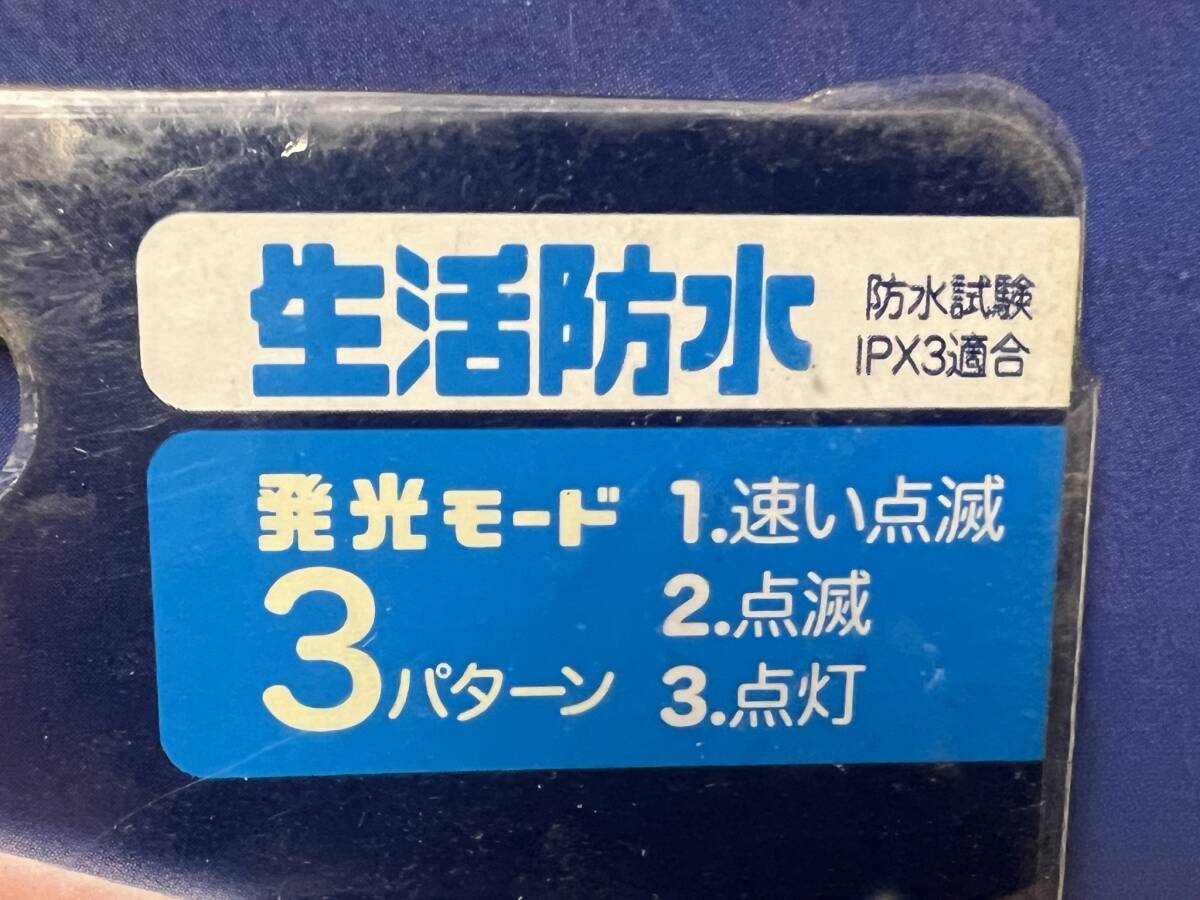 生活防水
防水試験
IPX3適合
発光モード
3パターン
1.速い点滅
2.点滅
3.点灯